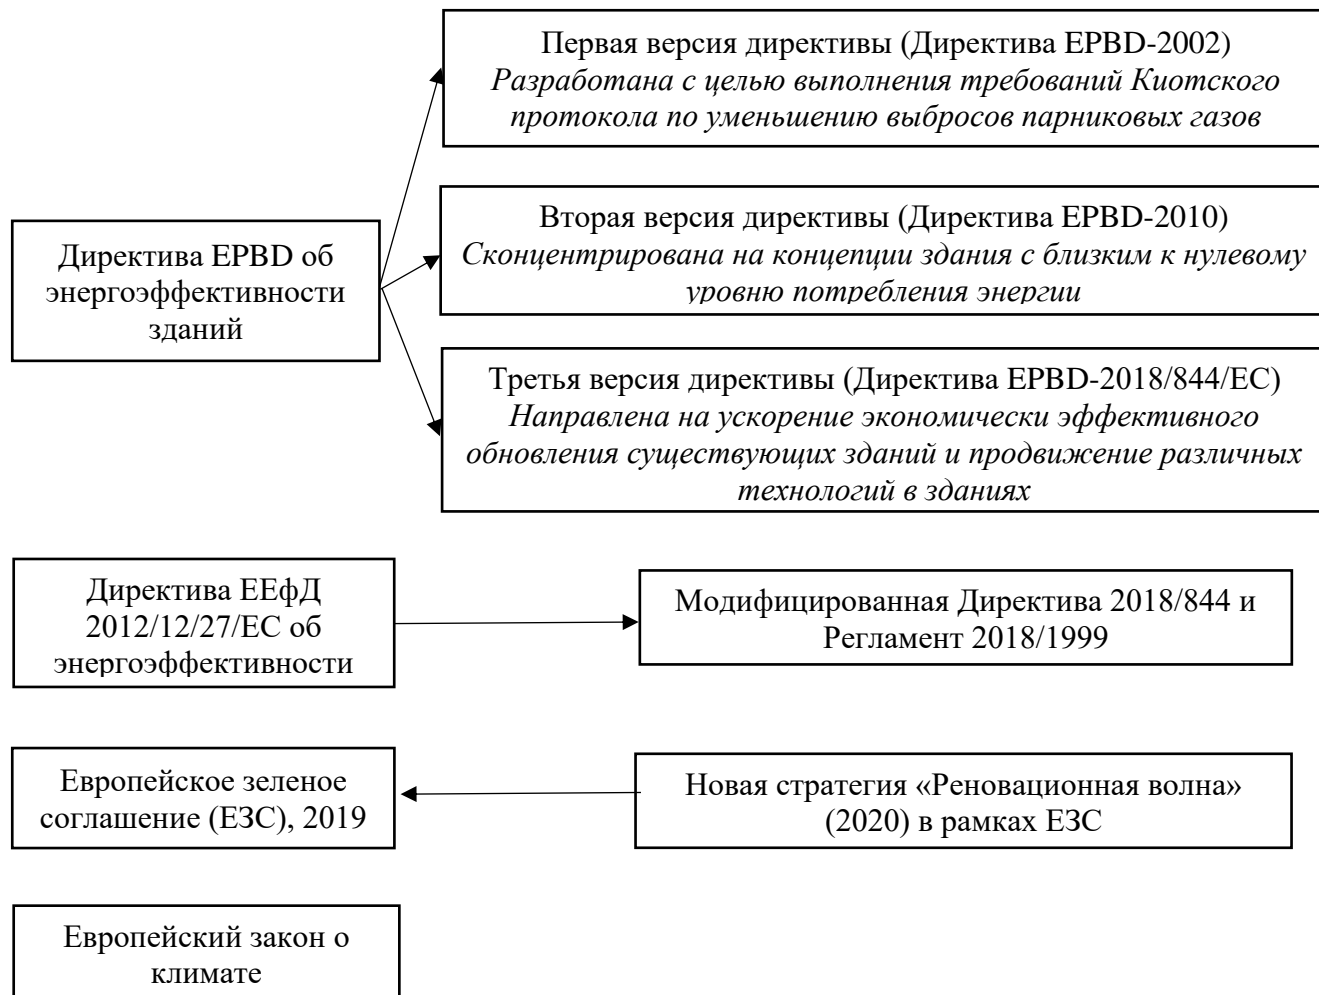 Первая версия директивы (Директива EPBD-2002)
Разработана с целью выполнения требований Киотского
протокола по уменьшению выбросов парниковых газов
Директива EPBD об
энергоэффективности
зданий
Вторая версия директивы (Директива EPBD-2010)
Сконцентрирована на концепции здания с близким к нулевому
уровню потребления энергии
Третья версия директивы (Директива EPBD-2018/844/ЕС)
Направлена на ускорение экономически эффективного
обновления существующих зданий и продвижение различных
технологий в зданиях
Директива ЕЕфД
2012/12/27/ЕС об
энергоэффективности
Модифицированная Директива 2018/844 и
Регламент 2018/1999
Европейское зеленое
соглашение (ЕЗС), 2019
Новая стратегия «Реновационная волна»
(2020) в рамках ЕЗС
Европейский закон о
климате